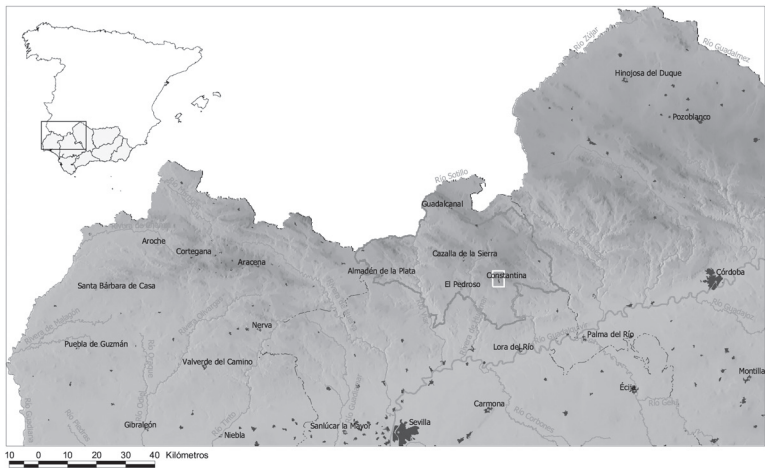 Río Zújar
Río Guadalmez
Hinojosa del Duque
Pozoblanco
Río Sotillo
Guadalcanal
Aroche
Cortegana
Aracena
Cazalla de la Sierra
Almadén de la Plata
Constantina
Córdoba
Santa Bárbara de Casa
El Pedroso
Nerva
Puebla de Guzmán
Palma del Río
Lora del Río
Valverde del Camino
Montilla
Écija
Carmona
Gibraleón
Niebla
Sanlúcar la Mayor
Sevilla
10 0 10 20 30 40 Kilómetros